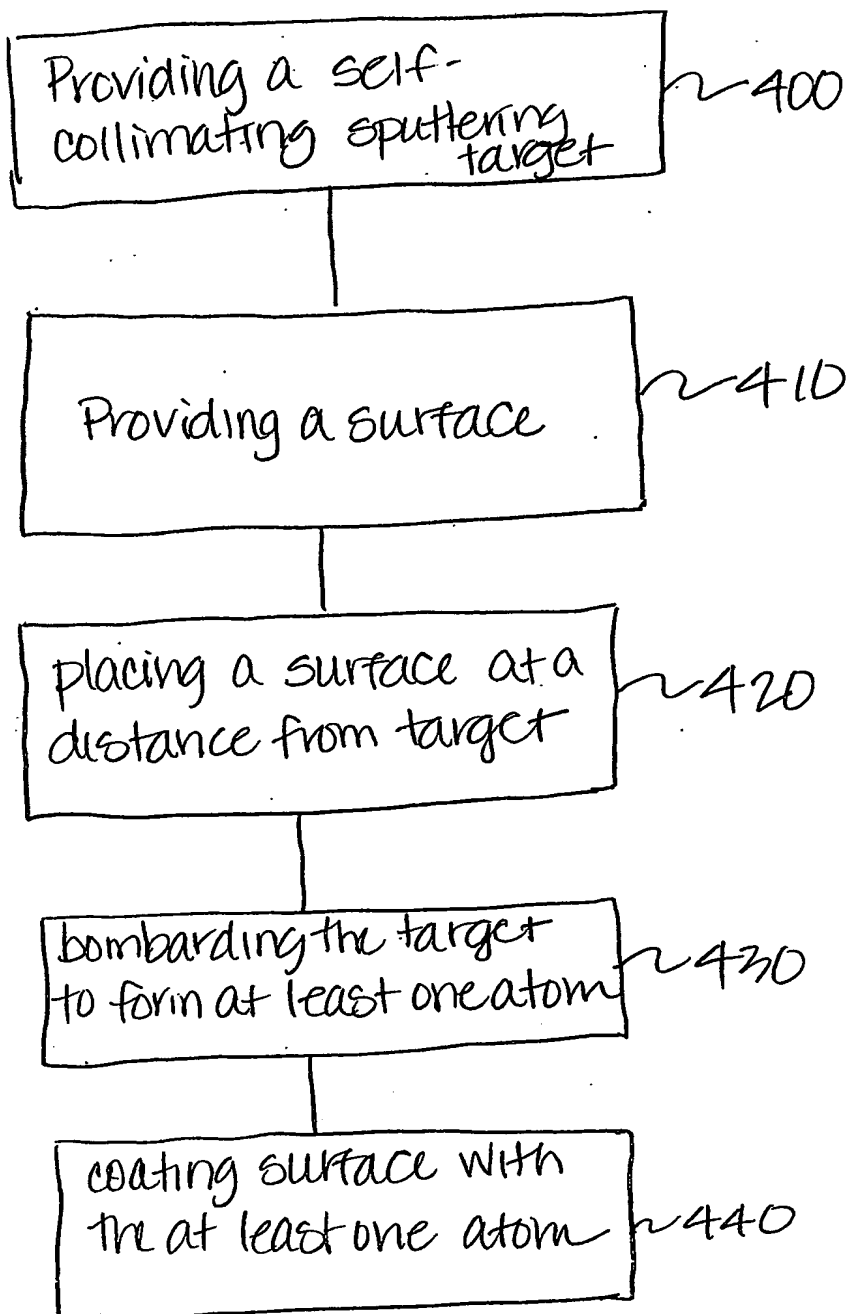 Providing a self-
collimating sputtering
target
400
Providing a surface
410
placing a surface at a
distance from target
420
bombarding the target
to form at least one atom
430
coating surface with
the at least one atom
440